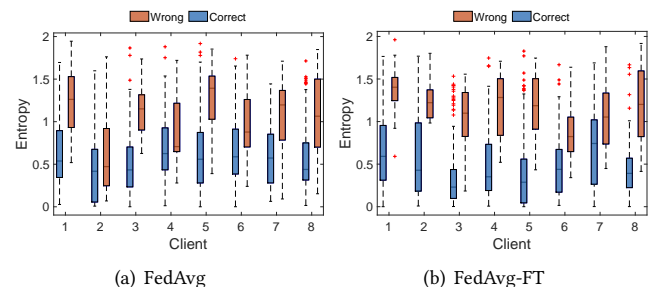 Wrong Correct
2
1.5
1
0.5
0
Entropy
1 2 3 4 5 6 7 8
Client
(a) FedAvg
Wrong Correct
2
1.5
1
0.5
0
Entropy
1 2 3 4 5 6 7 8
Client
(b) FedAvg-FT